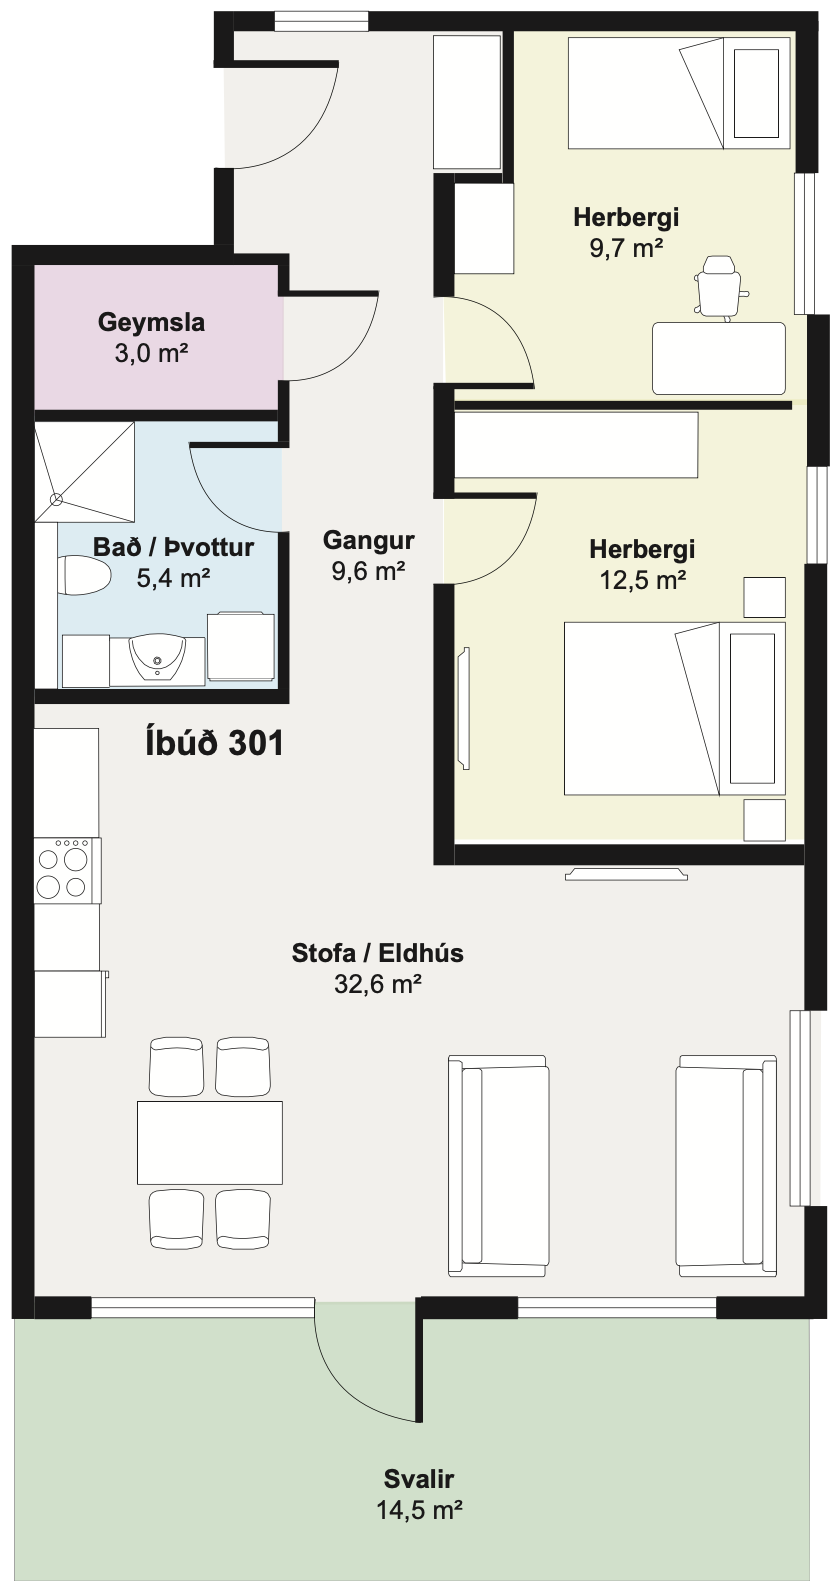 Herbergi
9,7 m²
Geymsla
3,0 m²
Bað / Þvottur
5,4 m²
Gangur
9,6 m²
Herbergi
12,5 m²
Íbúð 301
Stofa / Eldhús
32,6 m²
Svalir
14,5 m²